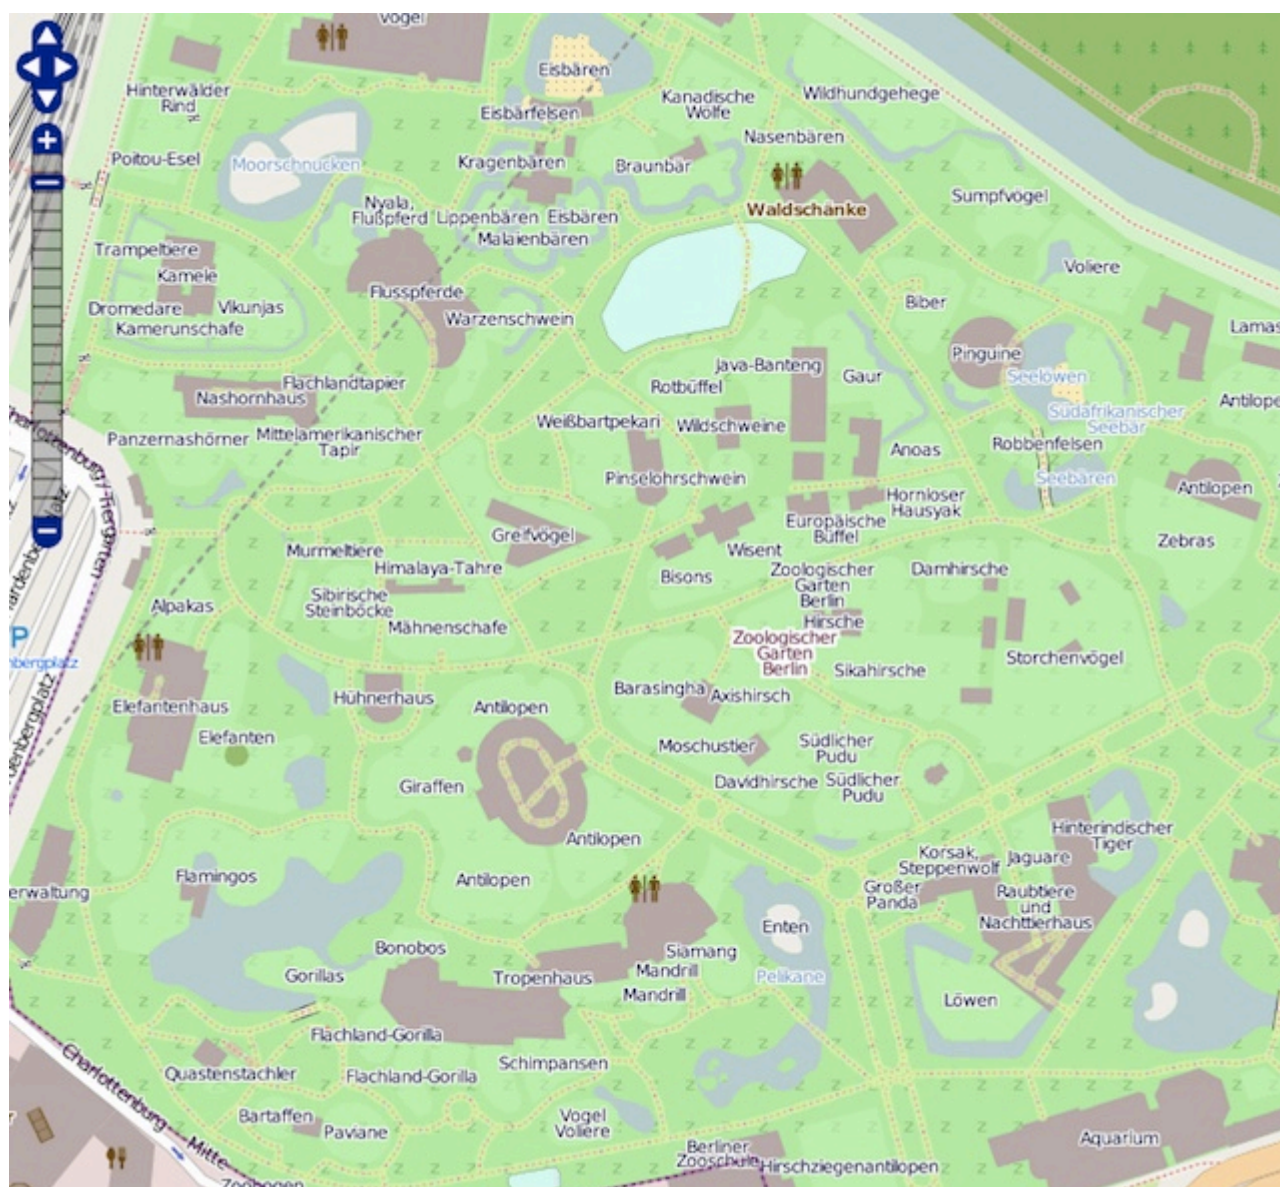 Vögel
Eisbären
Hinterwälder
Rind
Kanadische
Wölfe
Wildhundgehege
Eisbärfelsen
Nasenbären
Poitou-Esel
Moorschnucken
Kragenbären
Braunbär
Sumpfvögel
Nyala,
Flußpferd
Lippenbären
Eisbären
Waldschänke
Malaienbären
Trampeltiere
Kamele
Voliere
Flusspferde
Dromedare
Vikunjas
Biber
Kamerunschafe
Warzenschwein
Lamas
Pinguine
Java-Banteng
Gaur
Seelöwen
Flachlandtapier
Rotbüffel
Nashornhaus
Antilope
Südafrikanischer
Seebär
Weißbartpekari
Wildschweine
Panzernashörner
Mittelamerikanischer
Tapir
Anoas
Robbenfelsen
Charlottenburg/Tiergarten
Pinselohrschwein
Seebären
Antilopen
Hornloser
Hausyak
Greifvögel
Europäische
Büffel
Murmeltiere
Wisent
Zebras
Himalaya-Tahre
Bisons
Zoologischer
Garten
Berlin
Damhirsche
Sibirische
Steinböcke
Alpakas
Hirsche
Mähnenschafe
Zoologischer
Garten
Berlin
P
nbergplatz
Sikahirsche
Storchenvögel
Barasingha
Axishirsch
Hühnerhaus
Elefantenhaus
Antilopen
Elefanten
Moschustier
Südlicher
Pudu
Giraffen
Davidhirsche
Südlicher
Pudu
Hinterindischer
Tiger
Antilopen
Korsak,
Steppenwolf
Jaguare
Flamingos
Antilopen
Großer
Panda
Raubtiere
und
Nachttierhaus
erwaltung
Enten
Bonobos
Siamang
Gorillas
Tropenhaus
Mandrill
Pelikane
Mandrill
Löwen
Flachland-Gorilla
Schimpansen
Quastenstachler
Flachland-Gorilla
Charlottenburg
Mitte
Bartaffen
Paviane
Vogel
Voliere
Aquarium
Berliner
Zooschule
Hirschziegenantilopen
Zoobogen